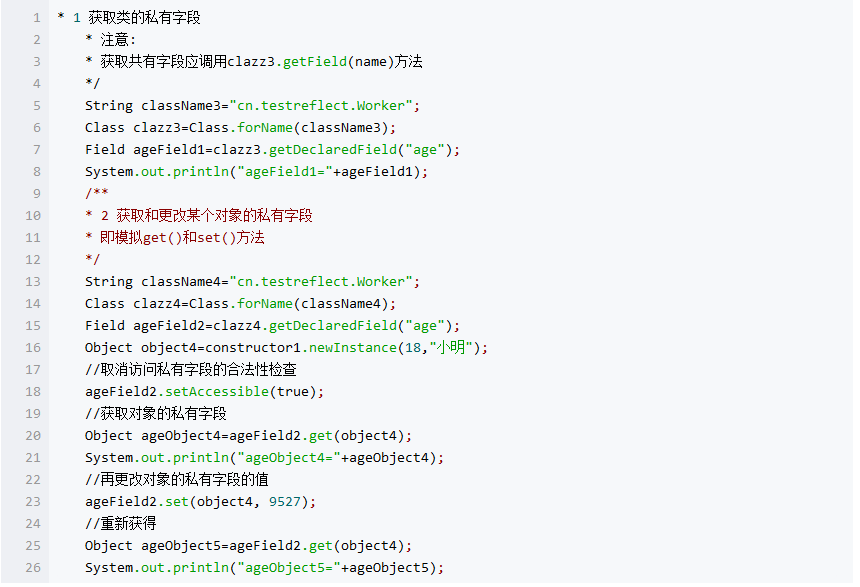 1 * 1 获取类的私有字段
2 * 注意:
3 * 获取共有字段应调用clazz3.getField(name)方法
4 */
5 String className3="cn.testreflect.Worker";
6 Class clazz3=Class.forName(className3);
7 Field ageField1=clazz3.getDeclaredField("age");
8 System.out.println("ageField1="+ageField1);
9 /**
10 * 2 获取和更改某个对象的私有字段
11 * 即模拟get()和set()方法
12 */
13 String className4="cn.testreflect.Worker";
14 Class clazz4=Class.forName(className4);
15 Field ageField2=clazz4.getDeclaredField("age");
16 Object object4=constructor1.newInstance(18,"小明");
17 //取消访问私有字段的合法性检查
18 ageField2.setAccessible(true);
19 //获取对象的私有字段
20 Object ageObject4=ageField2.get(object4);
21 System.out.println("ageObject4="+ageObject4);
22 //再更改对象的私有字段的值
23 ageField2.set(object4, 9527);
24 //重新获得
25 Object ageObject5=ageField2.get(object4);
26 System.out.println("ageObject5="+ageObject5);